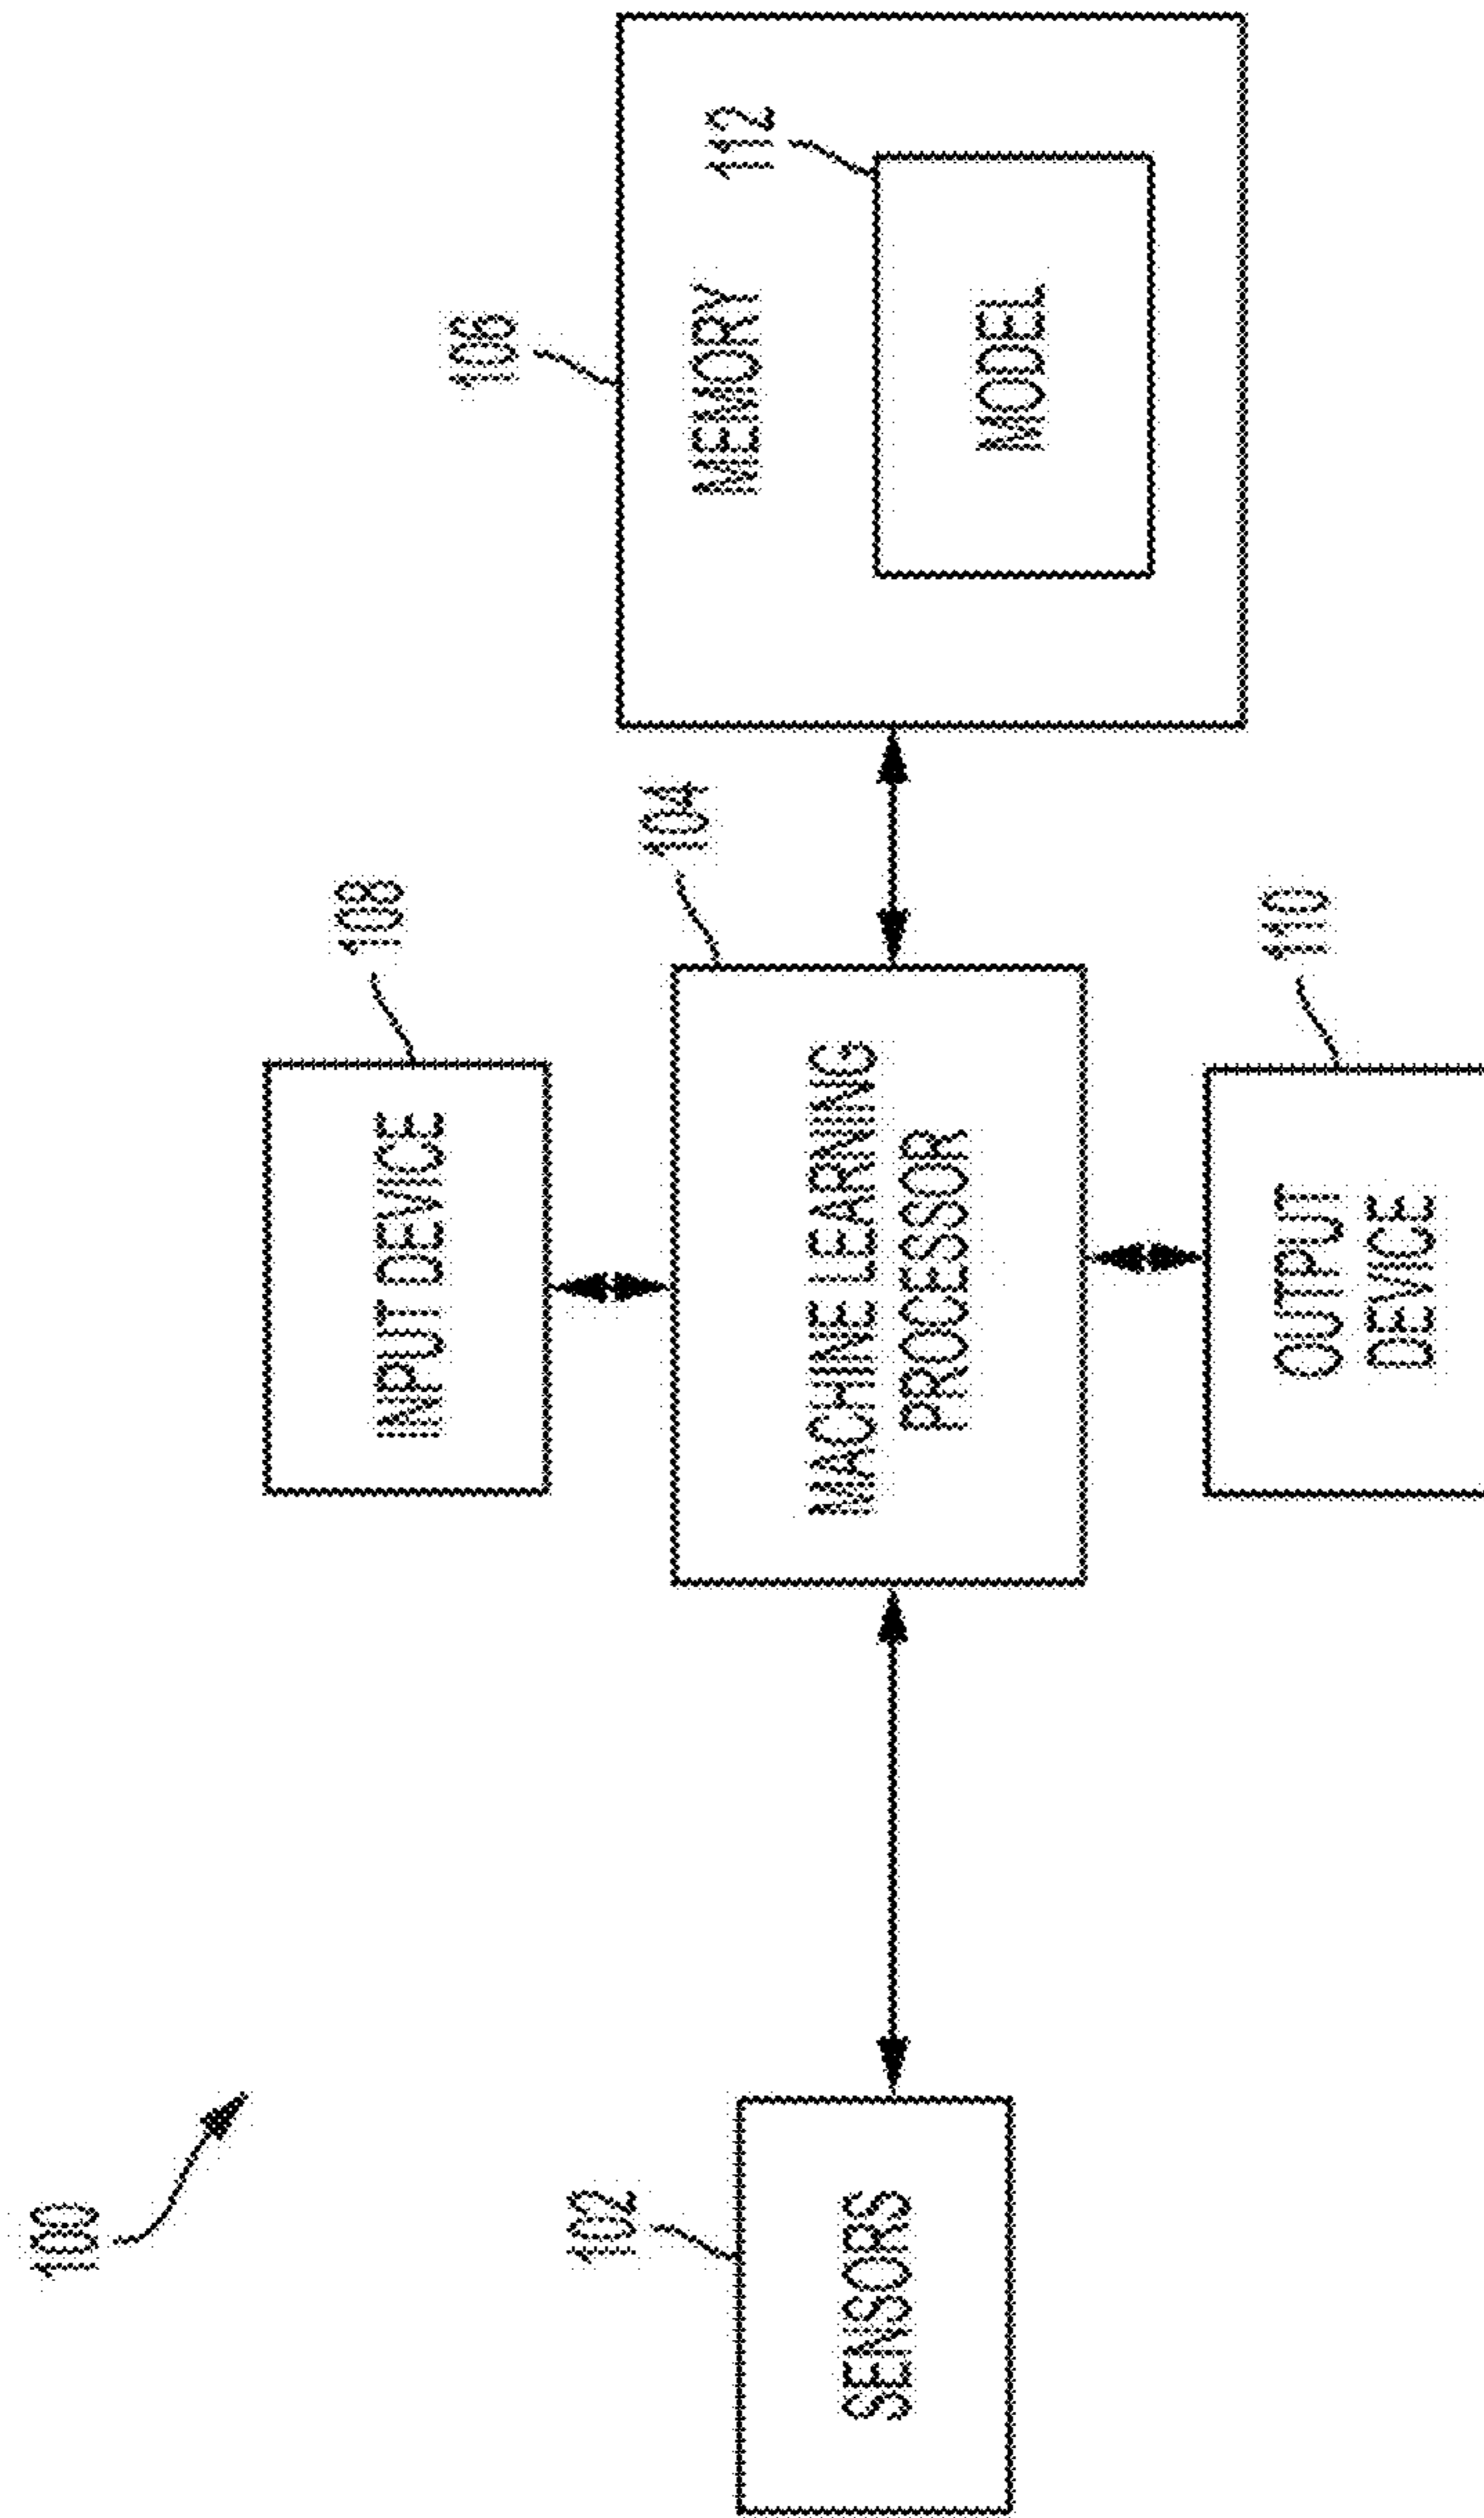 100
108
INPUT DEVICE
102
SENSORS
104
MACHINE LEARNING
PROCESSOR
106
MEMORY
112
MODEL
110
OUTPUT
DEVICE